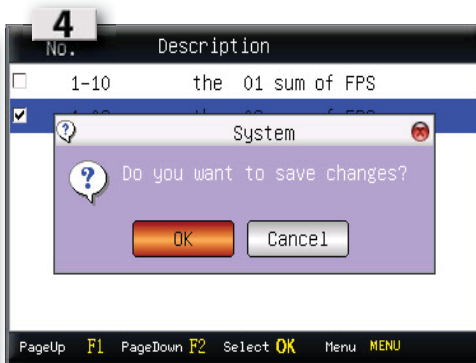 4
No. Description
1-10 the 01 sum of FPS
System
Do you want to save changes?
OK Cancel
PageUp F1 PageDown F2 Select OK Menu MENU